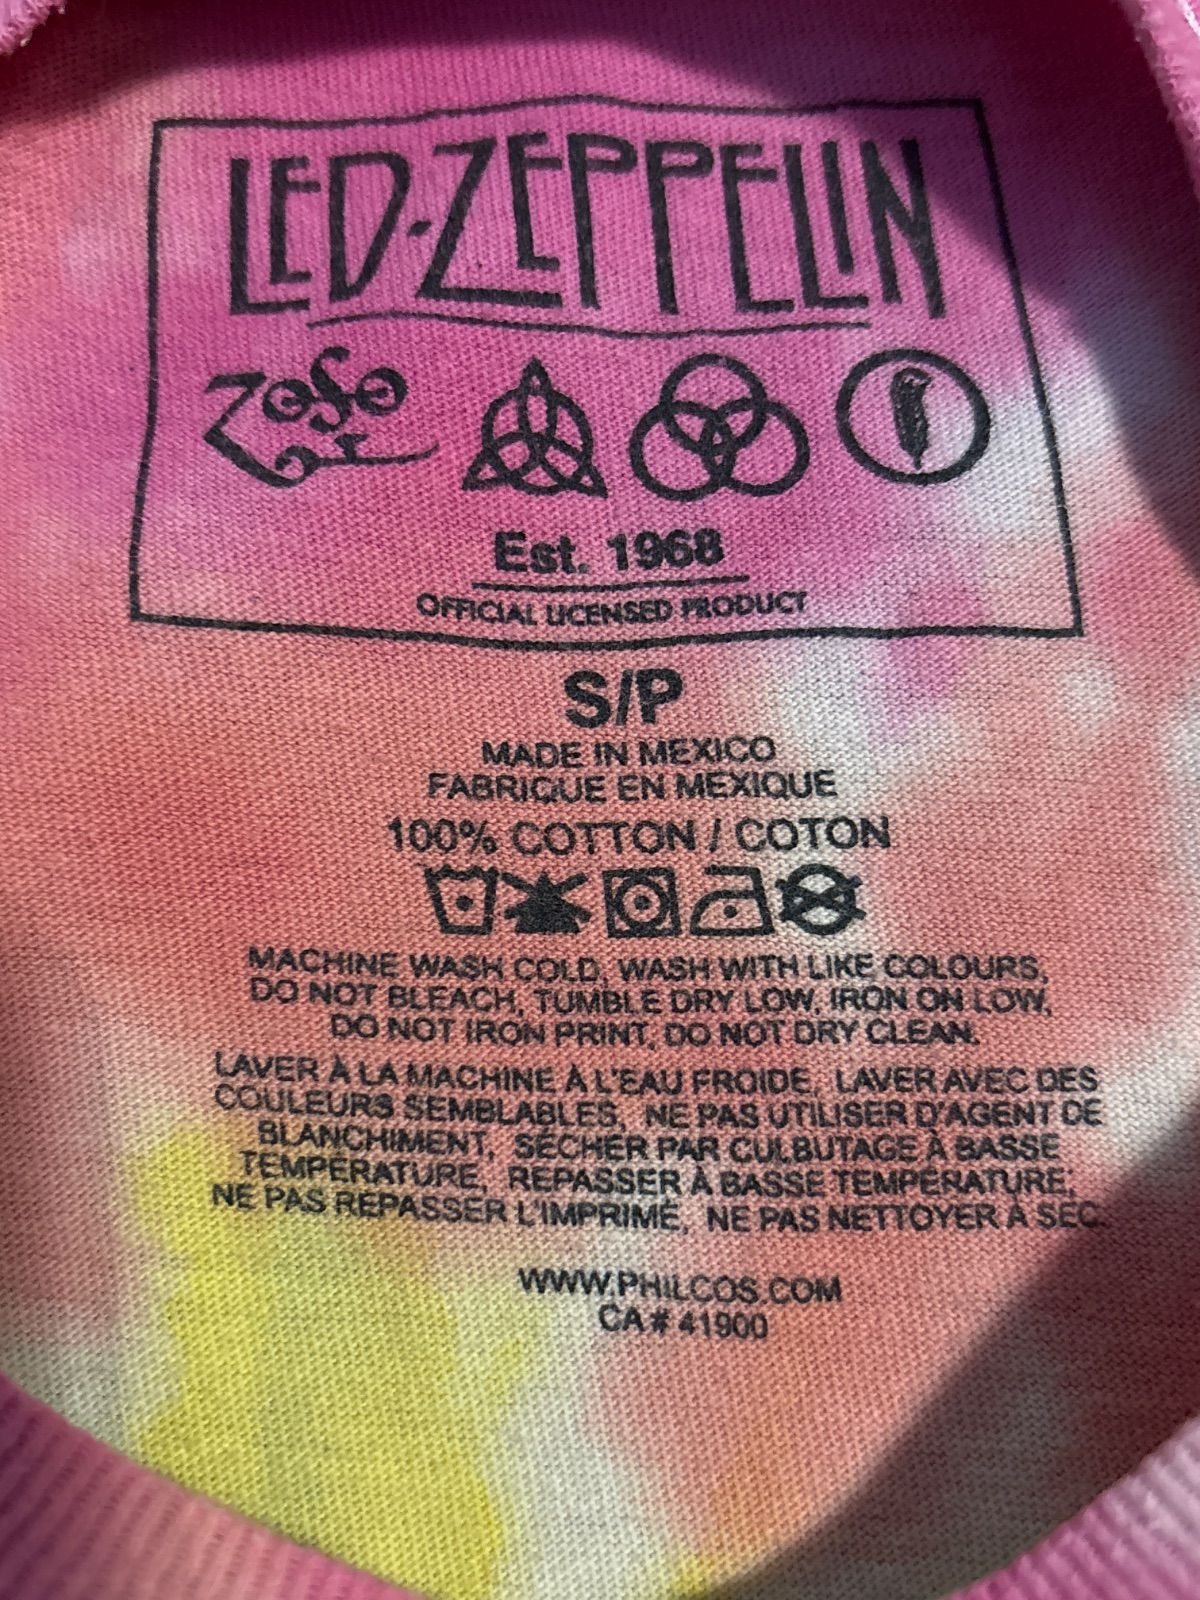 LED-ZEPPELIN
ZOSO
Est. 1968
OFFICIAL LICENSED PRODUCT
S/P
MADE IN MEXICO
FABRIQUE EN MEXIQUE
100% COTTON / COTON
MACHINE WASH COLD, WASH WITH LIKE COLOURS,
DO NOT BLEACH, TUMBLE DRY LOW, IRON ON LOW,
DO NOT IRON PRINT, DO NOT DRY CLEAN.
LAVER À LA MACHINE À L'EAU FROIDE, LAVER AVEC DES
COULEURS SEMBLABLES, NE PAS UTILISER D'AGENT DE
BLANCHIMENT, SÉCHER PAR CULBUTAGE À BASSE
TEMPÉRATURE, REPASSER À BASSE TEMPÉRATURE,
NE PAS REPASSER L'IMPRIMÉ, NE PAS NETTOYER À SEC.
WWW.PHILCOS.COM
CA # 41900